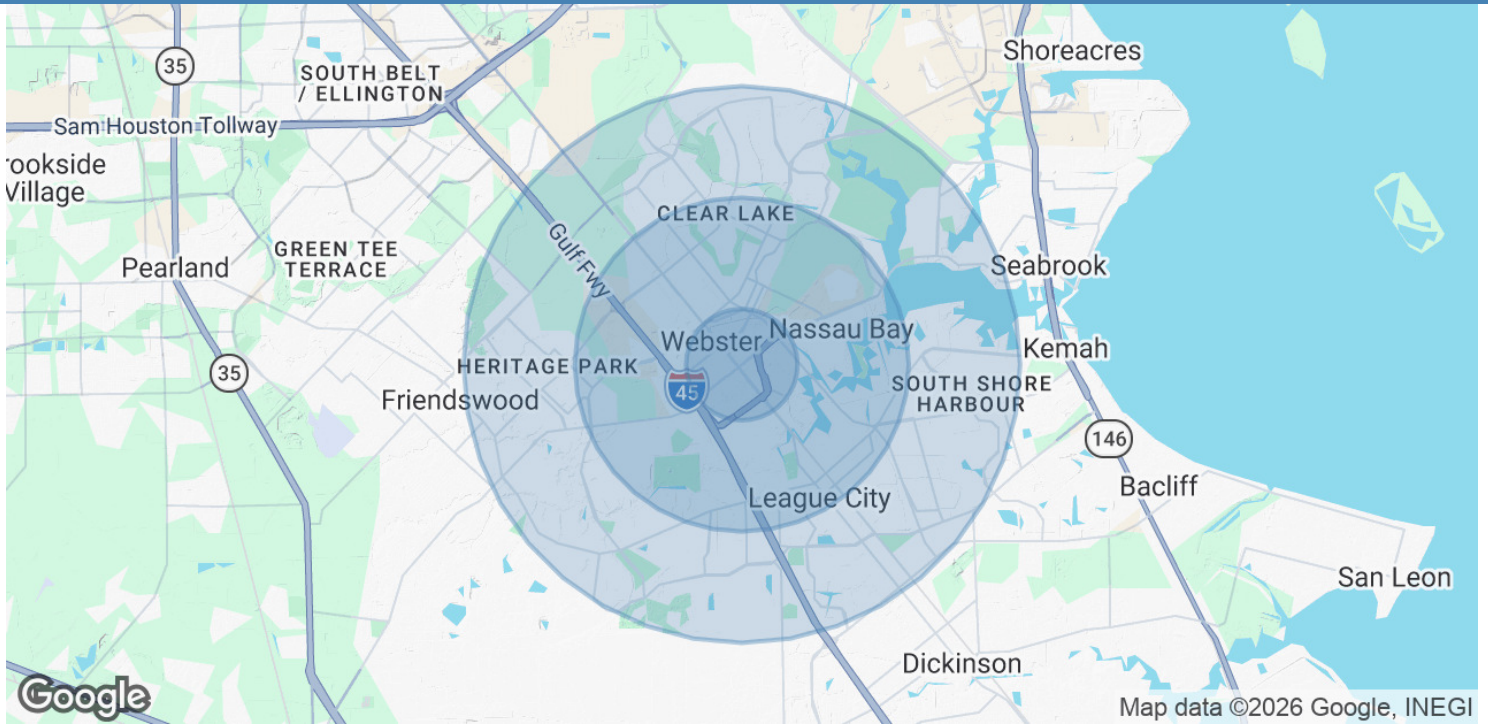 Shoreacres
35
SOUTH BELT
/ ELLINGTON
Sam Houston Tollway
rookside
Village
CLEAR LAKE
Gulf Fwy
GREEN TEE
TERRACE
Pearland
Seabrook
Webster
Nassau Bay
Kemah
HERITAGE PARK
35
45
SOUTH SHORE
HARBOUR
Friendswood
146
Bacliff
League City
San Leon
Dickinson
Google
Map data ©2026 Google, INEGI